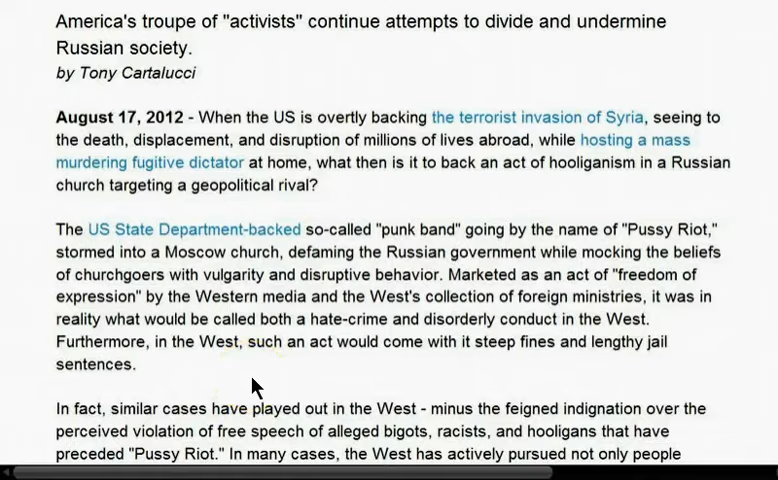 America's troupe of "activists" continue attempts to divide and undermine
Russian society.
by Tony Cartalucci
August 17, 2012 - When the US is overtly backing the terrorist invasion of Syria, seeing to
the death, displacement, and disruption of millions of lives abroad, while hosting a mass
murdering fugitive dictator at home, what then is it to back an act of hooliganism in a Russian
church targeting a geopolitical rival?
The US State Department-backed so-called "punk band" going by the name of "Pussy Riot,"
stormed into a Moscow church, defaming the Russian government while mocking the beliefs
of churchgoers with vulgarity and disruptive behavior. Marketed as an act of "freedom of
expression" by the Western media and the West's collection of foreign ministries, it was in
reality what would be called both a hate-crime and disorderly conduct in the West.
Furthermore, in the West, such an act would come with it steep fines and lengthy jail
sentences.
In fact, similar cases have played out in the West - minus the feigned indignation over the
perceived violation of free speech of alleged bigots, racists, and hooligans that have
preceded "Pussy Riot." In many cases, the West has actively pursued not only people